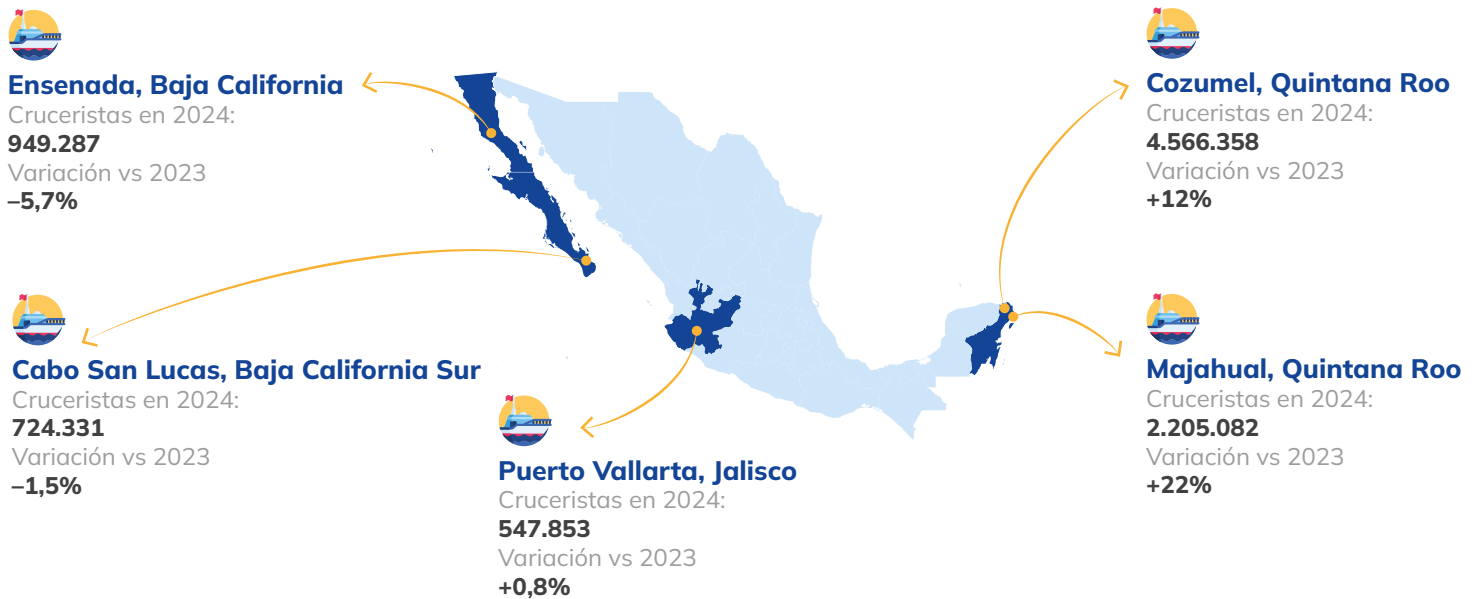 Ensenada, Baja California
Cruceristas en 2024:
949.287
Variación vs 2023
–5,7%
Cabo San Lucas, Baja California Sur
Cruceristas en 2024:
724.331
Variación vs 2023
–1,5%
Puerto Vallarta, Jalisco
Cruceristas en 2024:
547.853
Variación vs 2023
+0,8%
Cozumel, Quintana Roo
Cruceristas en 2024:
4.566.358
Variación vs 2023
+12%
Majahual, Quintana Roo
Cruceristas en 2024:
2.205.082
Variación vs 2023
+22%